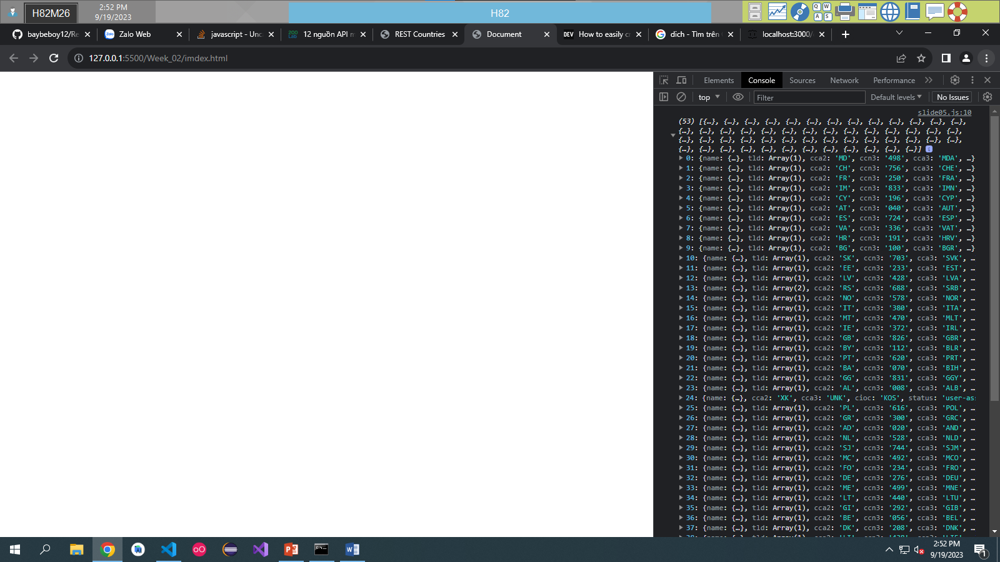 H82M26
2:52 PM
9/19/2023
H82
Q W
A S
baybeboy12/Re
Zalo Web
javascript - Unc
12 nguồn API m
REST Countries
Document
DEV How to easily cr
dich - Tìm trên
localhost:3000/
127.0.0.1:5500/Week_02/imdex.html
Elements Console Sources Network Performance
top Filter Default levels No Issues
slide05.js:10
(53) [{…}, {…}, {…}, {…}, {…}, {…}, {…}, {…}, {…}, {…}, {…}, {…}, {…},
{…}, {…}, {…}, {…}, {…}, {…}, {…}, {…}, {…}, {…}, {…}, {…}, {…}, {…},
{…}, {…}, {…}, {…}, {…}, {…}, {…}, {…}, {…}, {…}, {…}, {…}, {…}, {…},
{…}, {…}, {…}, {…}, {…}, {…}, {…}, {…}, {…}, {…}, {…}, {…}] i
0: {name: {…}, tld: Array(1), cca2: 'MD', ccn3: '498', cca3: 'MDA', …}
1: {name: {…}, tld: Array(1), cca2: 'CH', ccn3: '756', cca3: 'CHE', …}
2: {name: {…}, tld: Array(1), cca2: 'FR', ccn3: '250', cca3: 'FRA', …}
3: {name: {…}, tld: Array(1), cca2: 'IM', ccn3: '833', cca3: 'IMN', …}
4: {name: {…}, tld: Array(1), cca2: 'CY', ccn3: '196', cca3: 'CYP', …}
5: {name: {…}, tld: Array(1), cca2: 'AT', ccn3: '040', cca3: 'AUT', …}
6: {name: {…}, tld: Array(1), cca2: 'ES', ccn3: '724', cca3: 'ESP', …}
7: {name: {…}, tld: Array(1), cca2: 'VA', ccn3: '336', cca3: 'VAT', …}
8: {name: {…}, tld: Array(1), cca2: 'HR', ccn3: '191', cca3: 'HRV', …}
9: {name: {…}, tld: Array(1), cca2: 'BG', ccn3: '100', cca3: 'BGR', …}
10: {name: {…}, tld: Array(1), cca2: 'SK', ccn3: '703', cca3: 'SVK', …
11: {name: {…}, tld: Array(1), cca2: 'EE', ccn3: '233', cca3: 'EST', …
12: {name: {…}, tld: Array(1), cca2: 'LV', ccn3: '428', cca3: 'LVA', …
13: {name: {…}, tld: Array(2), cca2: 'RS', ccn3: '688', cca3: 'SRB', …
14: {name: {…}, tld: Array(1), cca2: 'NO', ccn3: '578', cca3: 'NOR', …
15: {name: {…}, tld: Array(1), cca2: 'IT', ccn3: '380', cca3: 'ITA', …
16: {name: {…}, tld: Array(1), cca2: 'MT', ccn3: '470', cca3: 'MLT', …
17: {name: {…}, tld: Array(1), cca2: 'IE', ccn3: '372', cca3: 'IRL', …
18: {name: {…}, tld: Array(1), cca2: 'GB', ccn3: '826', cca3: 'GBR', …
19: {name: {…}, tld: Array(1), cca2: 'BY', ccn3: '112', cca3: 'BLR', …
20: {name: {…}, tld: Array(1), cca2: 'PT', ccn3: '620', cca3: 'PRT', …
21: {name: {…}, tld: Array(1), cca2: 'BA', ccn3: '070', cca3: 'BIH', …
22: {name: {…}, tld: Array(1), cca2: 'GG', ccn3: '831', cca3: 'GGY', …
23: {name: {…}, tld: Array(1), cca2: 'AL', ccn3: '008', cca3: 'ALB', …
24: {name: {…}, cca2: 'XK', cca3: 'UNK', cioc: 'KOS', status: 'user-as
25: {name: {…}, tld: Array(1), cca2: 'PL', ccn3: '616', cca3: 'POL', …
26: {name: {…}, tld: Array(1), cca2: 'GR', ccn3: '300', cca3: 'GRC', …
27: {name: {…}, tld: Array(1), cca2: 'AD', ccn3: '020', cca3: 'AND', …
28: {name: {…}, tld: Array(1), cca2: 'NL', ccn3: '528', cca3: 'NLD', …
29: {name: {…}, tld: Array(1), cca2: 'SJ', ccn3: '744', cca3: 'SJM', …
30: {name: {…}, tld: Array(1), cca2: 'MC', ccn3: '492', cca3: 'MCO', …
31: {name: {…}, tld: Array(1), cca2: 'FO', ccn3: '234', cca3: 'FRO', …
32: {name: {…}, tld: Array(1), cca2: 'DE', ccn3: '276', cca3: 'DEU', …
33: {name: {…}, tld: Array(1), cca2: 'ME', ccn3: '499', cca3: 'MNE', …
34: {name: {…}, tld: Array(1), cca2: 'LT', ccn3: '440', cca3: 'LTU', …
35: {name: {…}, tld: Array(1), cca2: 'GI', ccn3: '292', cca3: 'GIB', …
36: {name: {…}, tld: Array(1), cca2: 'BE', ccn3: '056', cca3: 'BEL', …
37: {name: {…}, tld: Array(1), cca2: 'DK', ccn3: '208', cca3: 'DNK', …
2:52 PM
9/19/2023
1